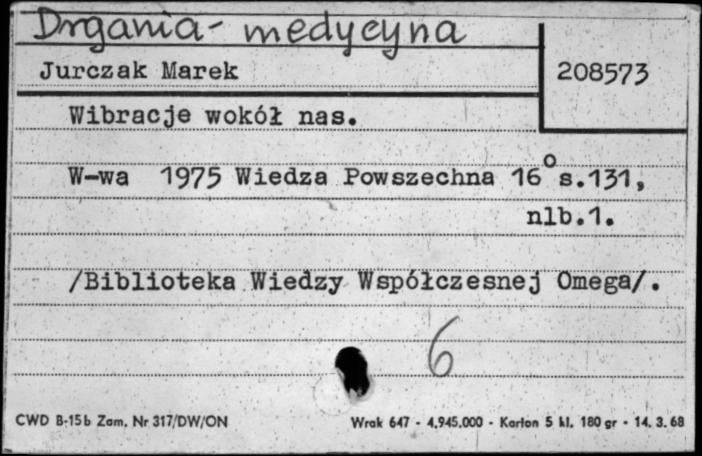 Drgania - medycyna
Jurczak Marek
208573
Wibracje wokół nas.
W-wa 1975 Wiedza Powszechna 16° s.131,
nlb.1.
/Biblioteka Wiedzy Współczesnej Omega/.
6
CWD B-15b Zam. Nr 317/DW/ON
Wrak 647 - 4.945.000 - Karton 5 kl. 180 gr - 14. 3. 68